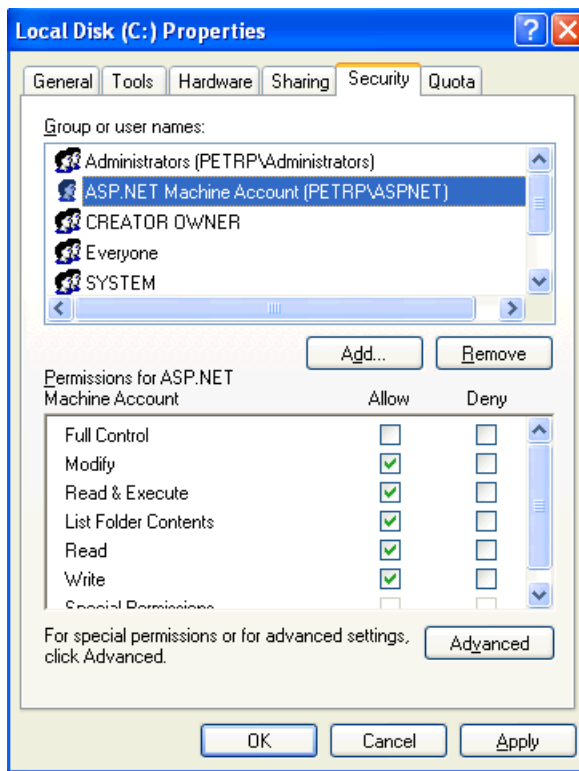 Local Disk (C:) Properties
General Tools Hardware Sharing Security Quota
Group or user names:
Administrators (PETRP\Administrators)
ASP.NET Machine Account (PETRP\ASPNET)
CREATOR OWNER
Everyone
SYSTEM
Add... Remove
Permissions for ASP.NET
Machine Account Allow Deny
Full Control
Modify
Read & Execute
List Folder Contents
Read
Write
Special Permissions
For special permissions or for advanced settings,
click Advanced.
Advanced
OK Cancel Apply